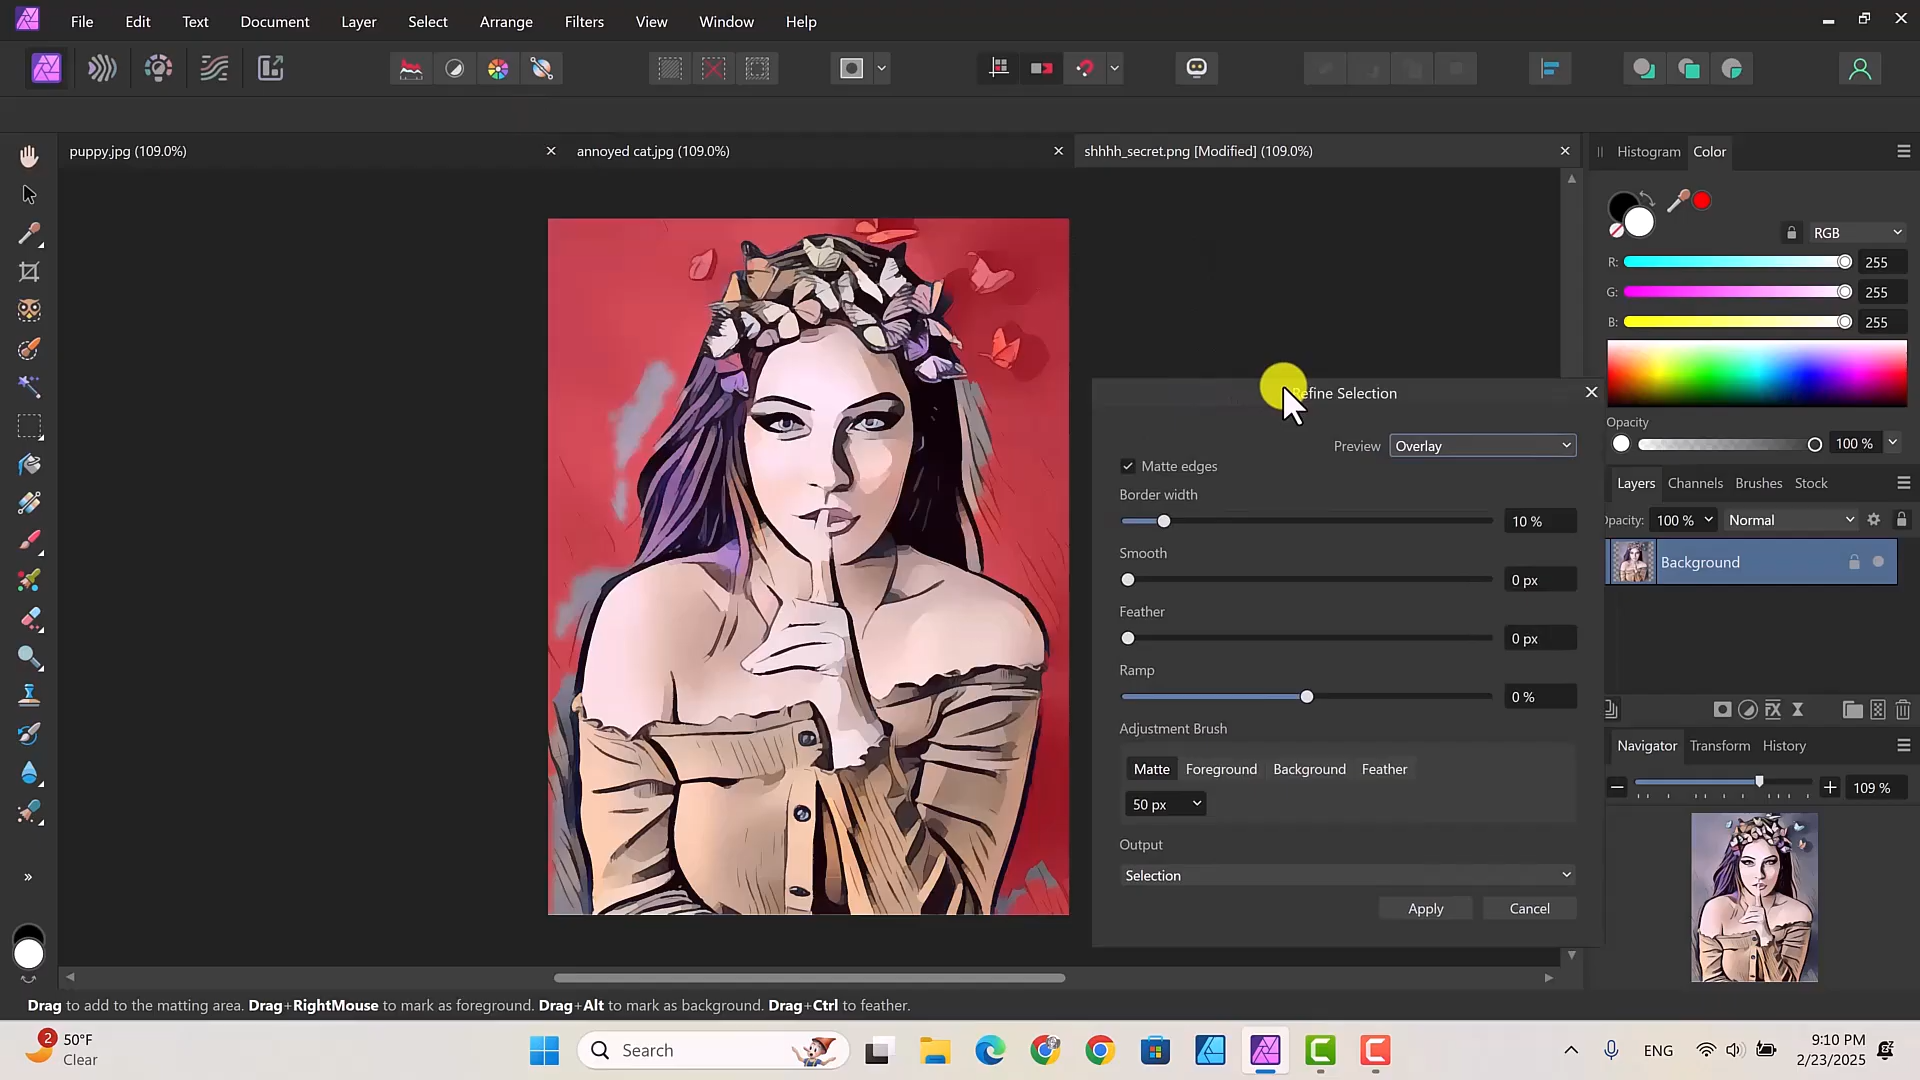 File Edit Text Document Layer Select Arrange Filters View Window Help
puppy.jpg (109.0%) annoyed cat.jpg (109.0%) shhhh_secret.png [Modified] (109.0%)
Histogram Color
RGB
R: 255
G: 255
B: 255
Opacity
100 %
Layers Channels Brushes Stock
Opacity: 100 % Normal
Background
Navigator Transform History
109 %
Refine Selection
Preview Overlay
Matte edges
Border width
10 %
Smooth
0 px
Feather
0 px
Ramp
0 %
Adjustment Brush
Matte Foreground Background Feather
50 px
Output
Selection
Apply Cancel
Drag to add to the matting area. Drag+RightMouse to mark as foreground. Drag+Alt to mark as background. Drag+Ctrl to feather.
2
50°F
Clear
Search
ENG
9:10 PM
2/23/2025